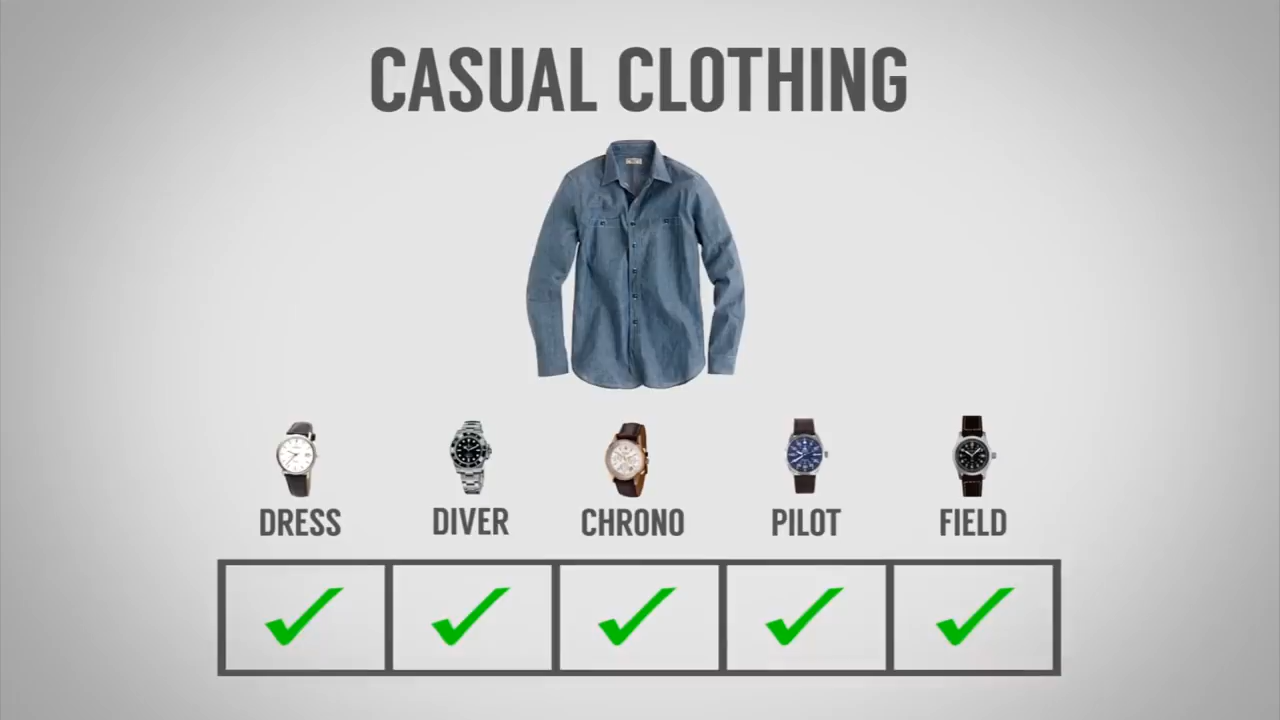 CASUAL CLOTHING
DRESS
DIVER
CHRONO
PILOT
FIELD